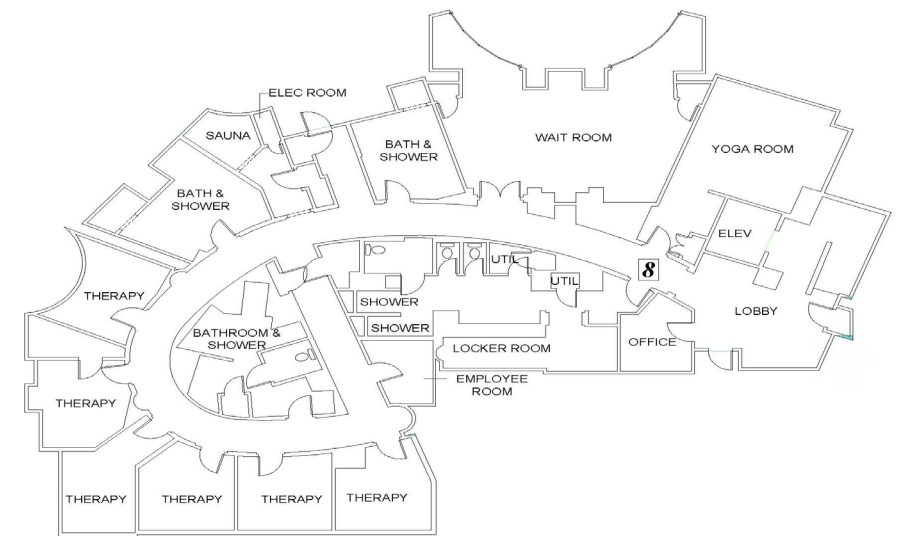 ELEC ROOM
SAUNA
WAIT ROOM
BATH &
SHOWER
YOGA ROOM
BATH &
SHOWER
ELEV
UTIL
8
UTIL
THERAPY
SHOWER
LOBBY
SHOWER
BATHROOM &
SHOWER
OFFICE
LOCKER ROOM
EMPLOYEE
ROOM
THERAPY
THERAPY
THERAPY
THERAPY
THERAPY